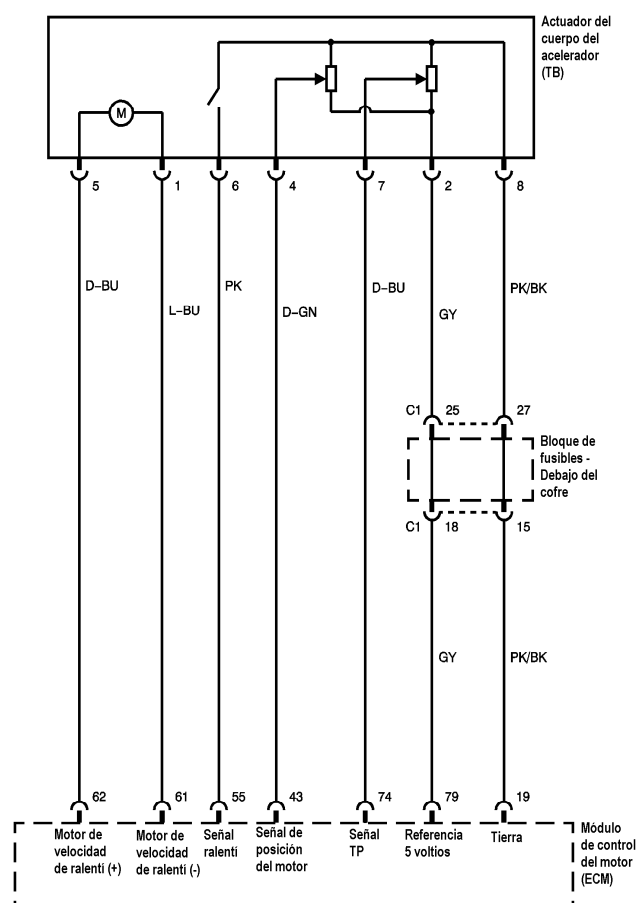 Actuador del
cuerpo del
acelerador
(TB)
M
5 1 6 4 7 2 8
D–BU PK D–BU PK/BK
L–BU D–GN GY
C1 25 27
Bloque de
fusibles -
Debajo del
cofre
C1 18 15
GY PK/BK
62 61 55 43 74 79 19
Motor de
velocidad
de ralentí (+)
Motor de
velocidad
de ralentí (-)
Señal
ralentí
Señal de
posición
del motor
Señal
TP
Referencia
5 voltios
Tierra
Módulo
de control
del motor
(ECM)